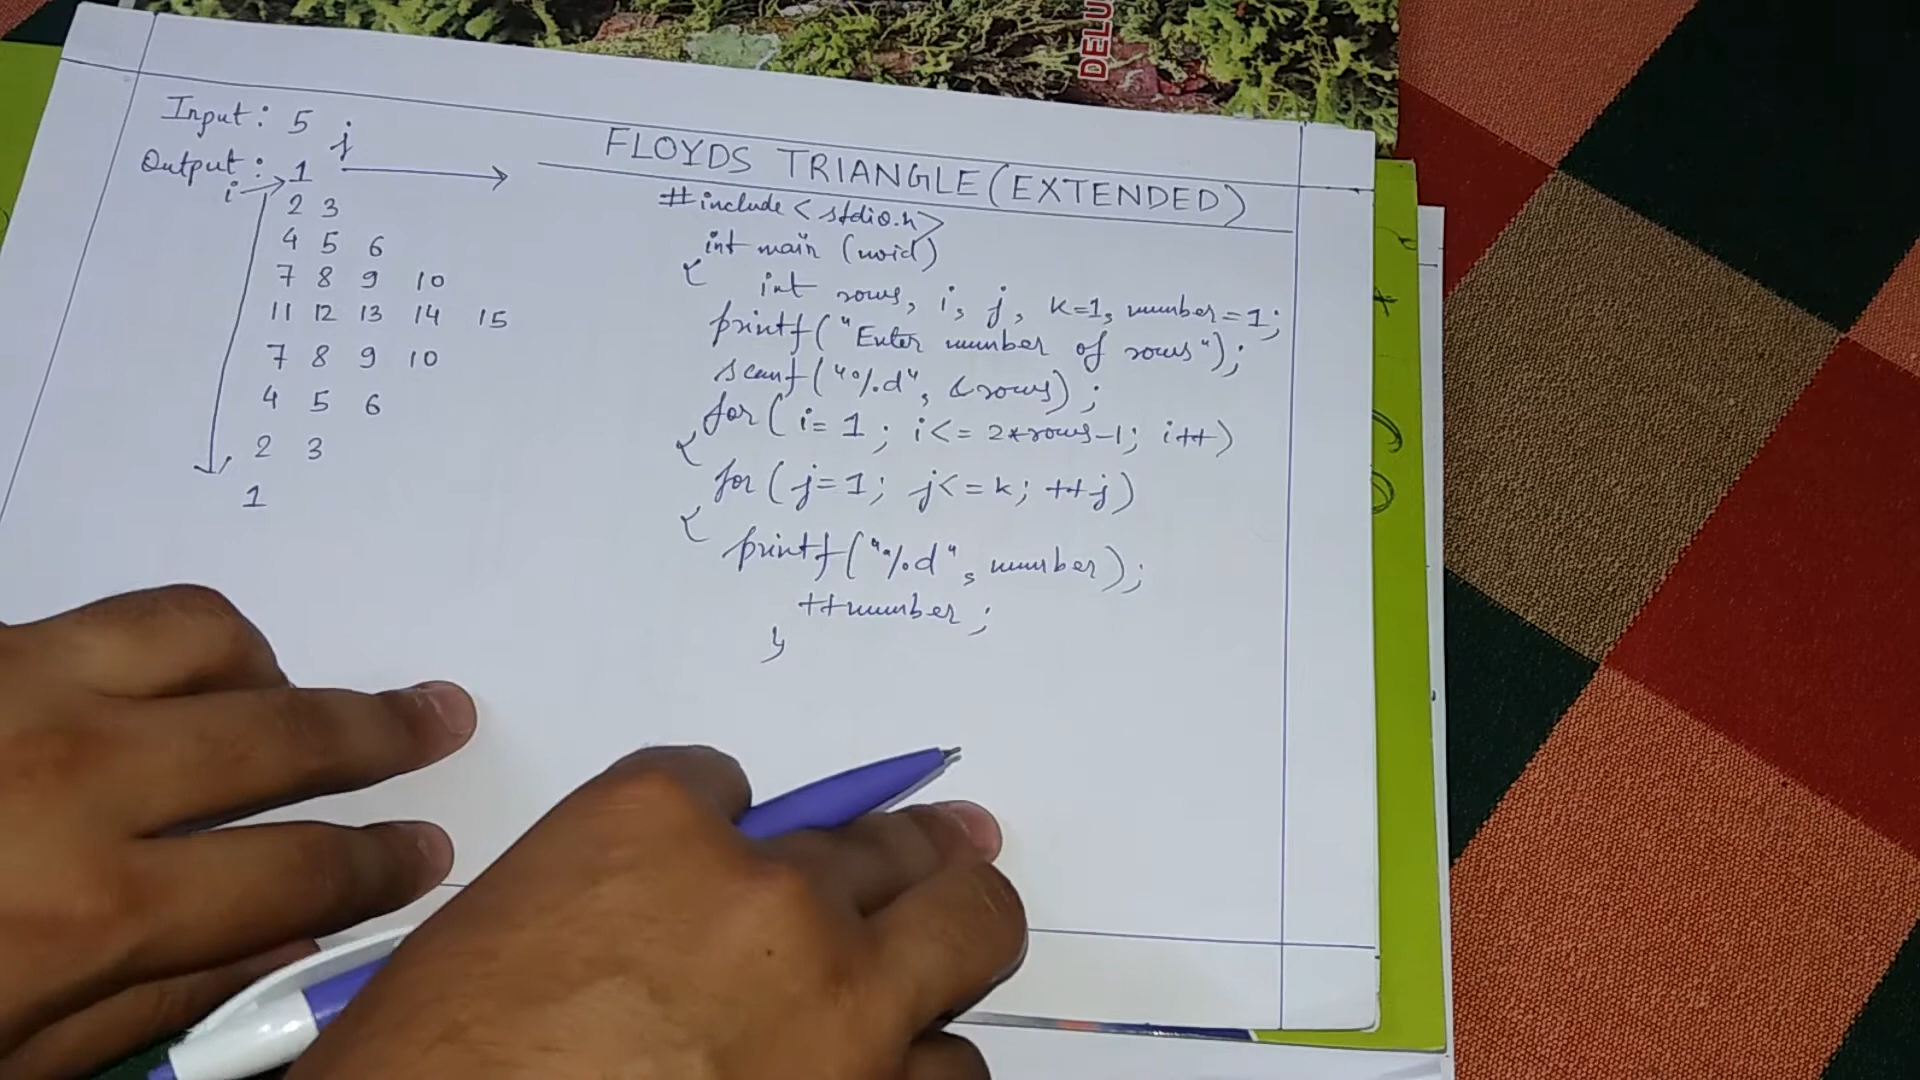 DELU
Input: 5
j
Output: 1
i
2 3
4 5 6
7 8 9 10
11 12 13 14 15
7 8 9 10
4 5 6
2 3
1
FLOYDS TRIANGLE (EXTENDED)
#include <stdio.h>
int main (void)
{
int rows, i, j, k=1, number=1;
printf("Enter number of rows");
scanf("%d", &rows);
for (i=1; i<=2*rows-1; i++)
{
for (j=1; j<=k; ++j)
{
printf("%d", number);
++number;
}